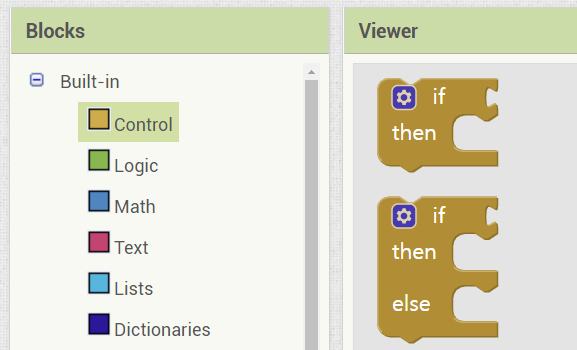 Blocks
Built-in
Control
Logic
Math
Text
Lists
Dictionaries
Viewer
if
then
if
then
else